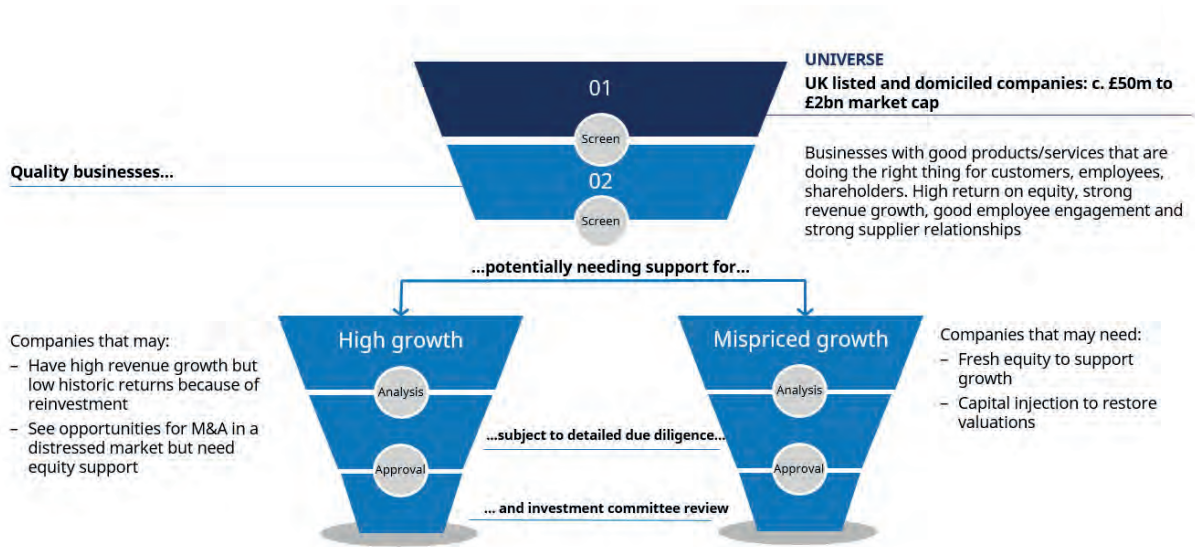 UNIVERSE
UK listed and domiciled companies: c. £50m to
£2bn market cap
01
Screen
Quality businesses...
02
Screen
Businesses with good products/services that are
doing the right thing for customers, employees,
shareholders. High return on equity, strong
revenue growth, good employee engagement and
strong supplier relationships
...potentially needing support for...
Companies that may:
– Have high revenue growth but
low historic returns because of
reinvestment
– See opportunities for M&A in a
distressed market but need
equity support
High growth
Analysis
Approval
Mispriced growth
Analysis
Approval
Companies that may need:
– Fresh equity to support
growth
– Capital injection to restore
valuations
...subject to detailed due diligence...
... and investment committee review